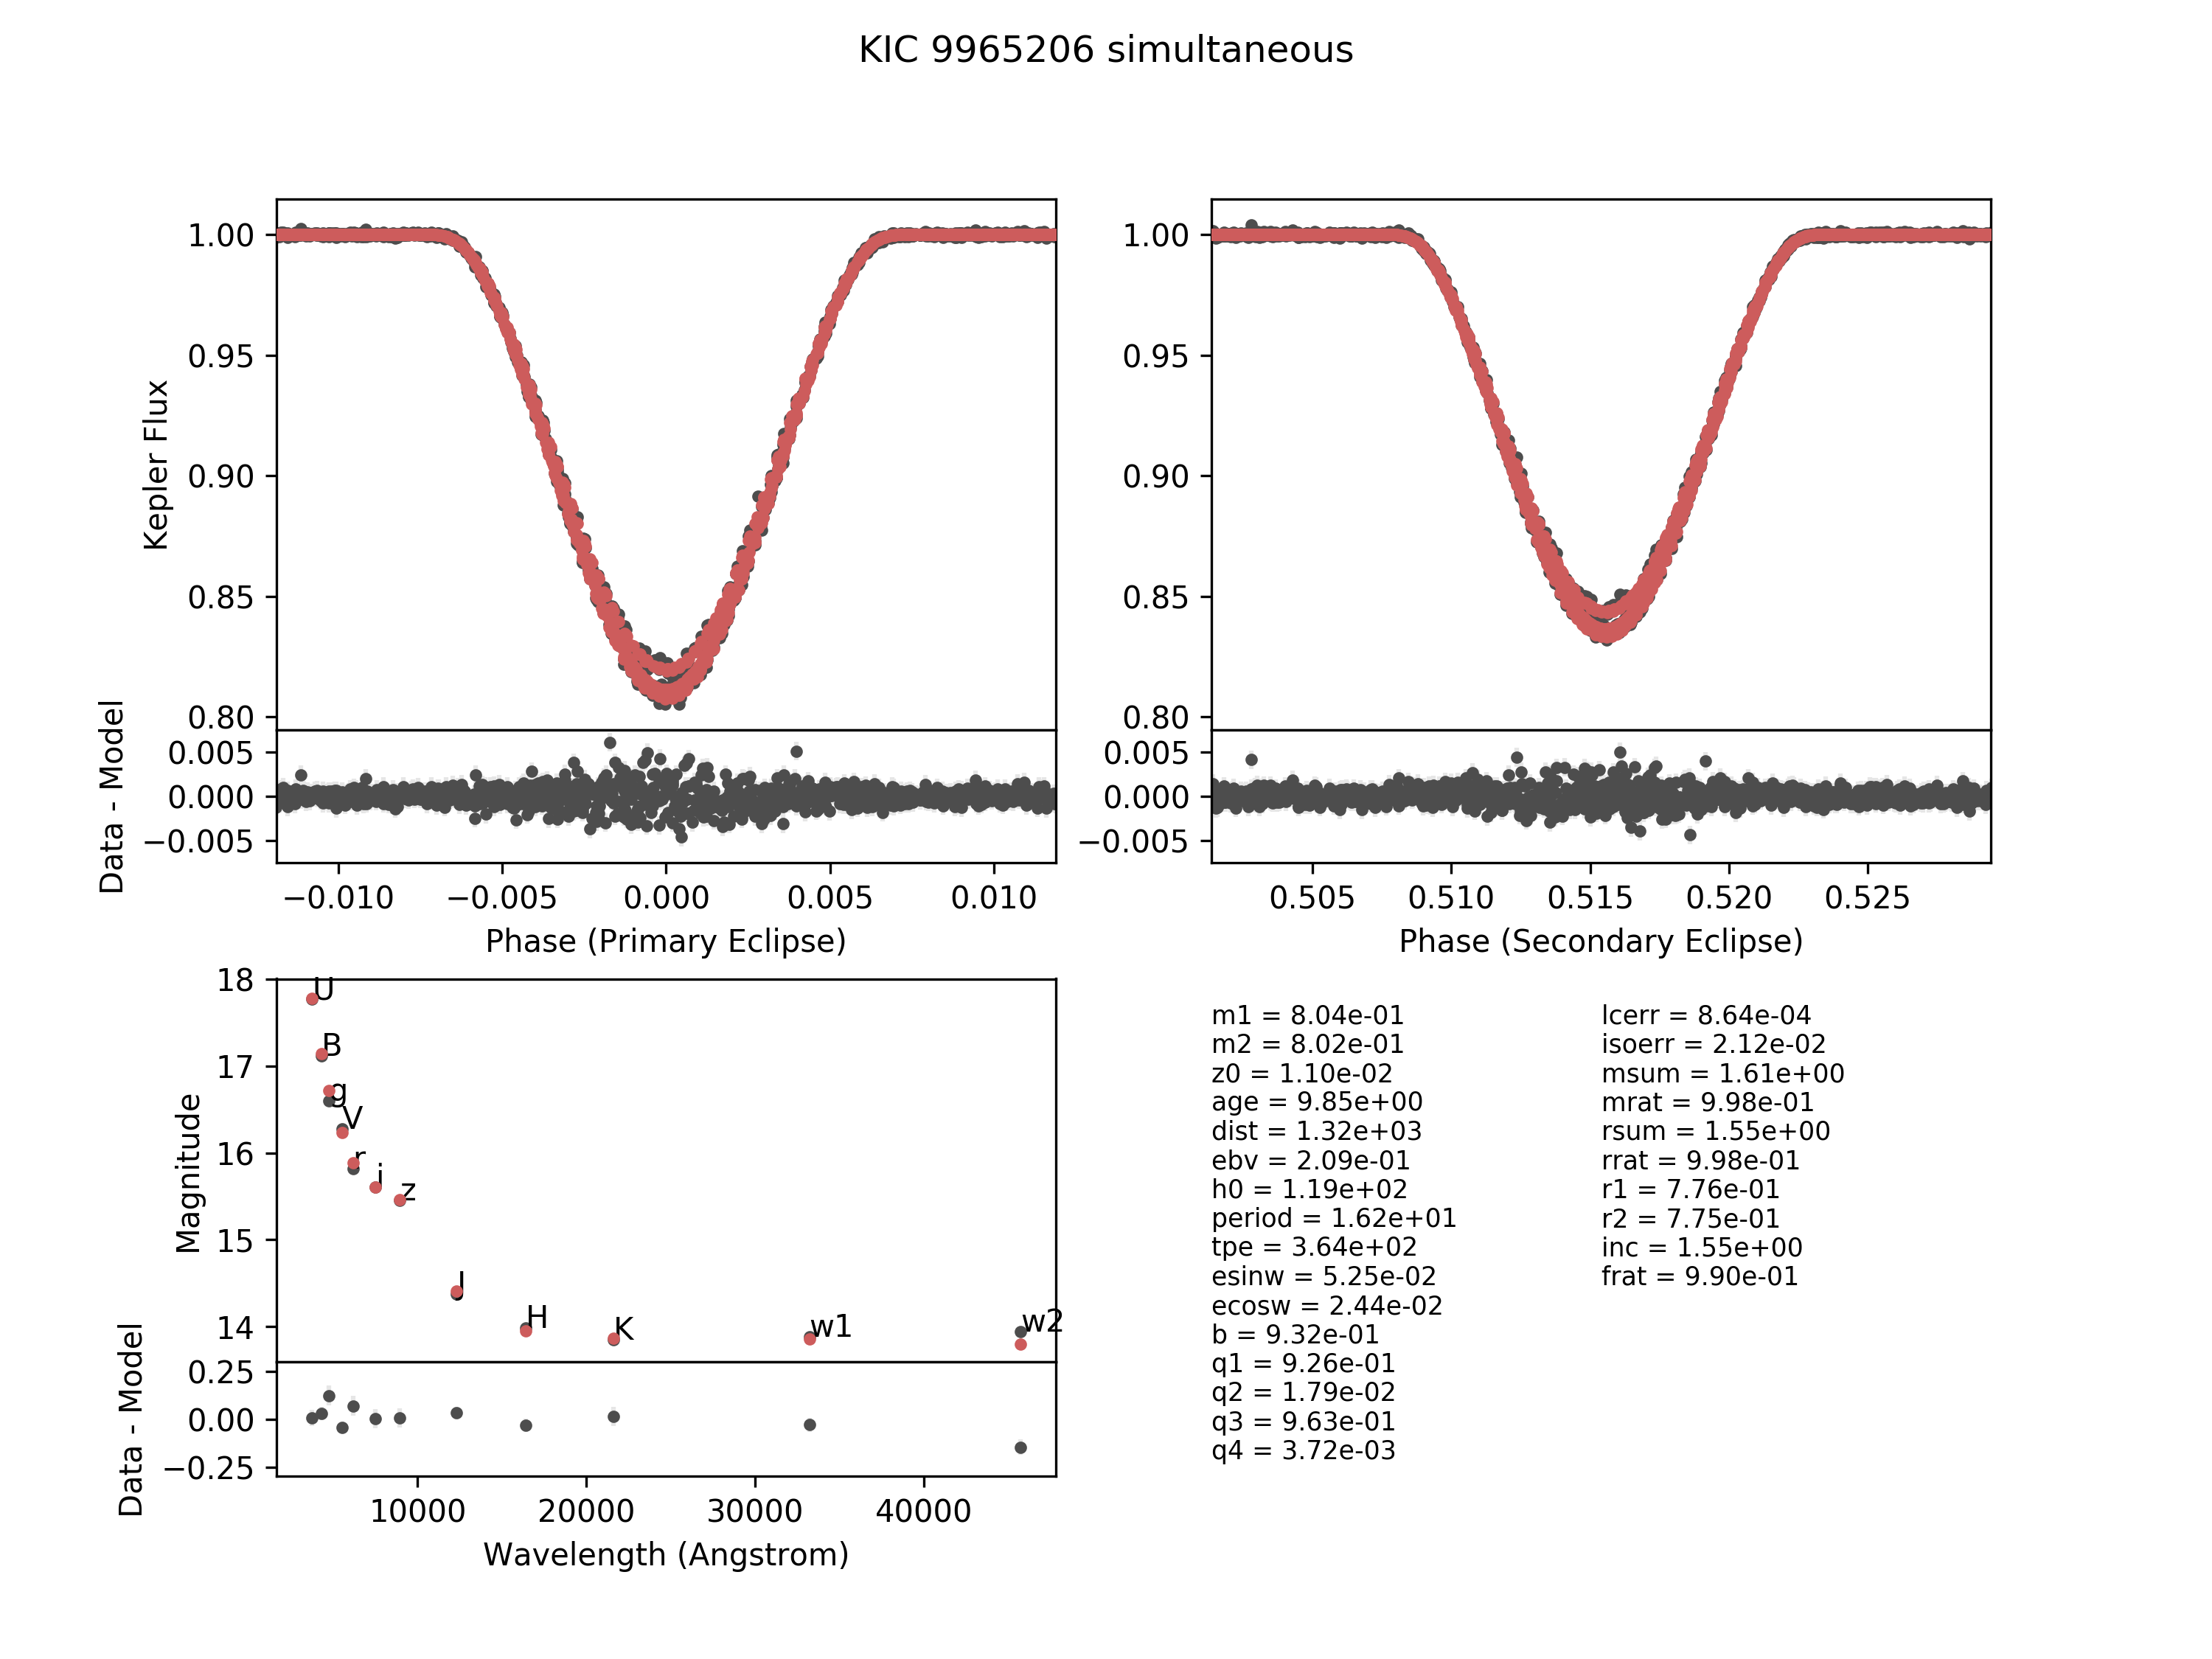 KIC 9965206 simultaneous
Kepler Flux
1.00
0.95
0.90
0.85
0.80
Data - Model
0.005
0.000
−0.005
−0.010 −0.005 0.000 0.005 0.010
Phase (Primary Eclipse)
1.00
0.95
0.90
0.85
0.80
0.005
0.000
−0.005
0.505 0.510 0.515 0.520 0.525
Phase (Secondary Eclipse)
Magnitude
18
17
16
15
14
U
B
g
V
r
i
z
J
H
K
w1
w2
Data - Model
0.25
0.00
−0.25
10000 20000 30000 40000
Wavelength (Angstrom)
m1 = 8.04e-01
m2 = 8.02e-01
z0 = 1.10e-02
age = 9.85e+00
dist = 1.32e+03
ebv = 2.09e-01
h0 = 1.19e+02
period = 1.62e+01
tpe = 3.64e+02
esinw = 5.25e-02
ecosw = 2.44e-02
b = 9.32e-01
q1 = 9.26e-01
q2 = 1.79e-02
q3 = 9.63e-01
q4 = 3.72e-03
lcerr = 8.64e-04
isoerr = 2.12e-02
msum = 1.61e+00
mrat = 9.98e-01
rsum = 1.55e+00
rrat = 9.98e-01
r1 = 7.76e-01
r2 = 7.75e-01
inc = 1.55e+00
frat = 9.90e-01